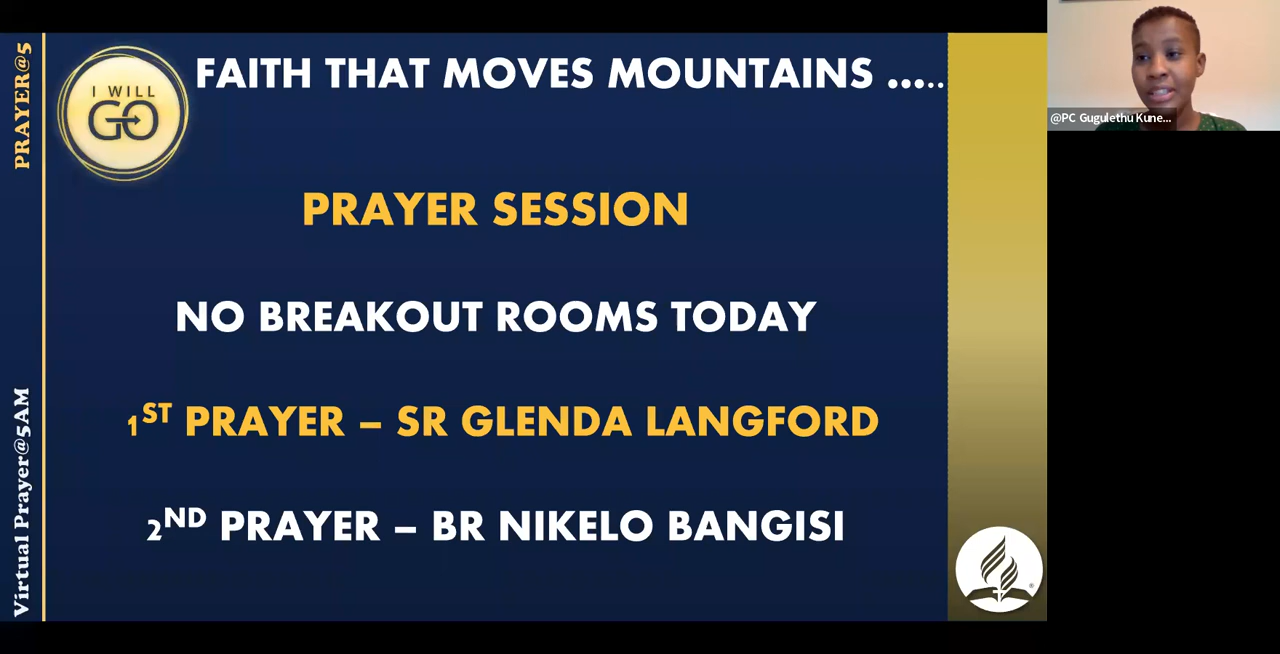 PRAYER@5
Virtual Prayer@5AM
I WILL
GO
FAITH THAT MOVES MOUNTAINS .....
PRAYER SESSION
NO BREAKOUT ROOMS TODAY
1ST PRAYER – SR GLENDA LANGFORD
2ND PRAYER – BR NIKELO BANGISI
@PC Gugulethu Kune...
®